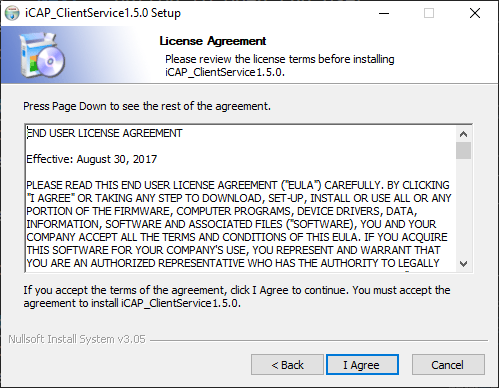 iCAP_ClientService1.5.0 Setup
License Agreement
Please review the license terms before installing
iCAP_ClientService1.5.0.
Press Page Down to see the rest of the agreement.
END USER LICENSE AGREEMENT
Effective: August 30, 2017
PLEASE READ THIS END USER LICENSE AGREEMENT ("EULA") CAREFULLY. BY CLICKING
"I AGREE" OR TAKING ANY STEP TO DOWNLOAD, SET-UP, INSTALL OR USE ALL OR ANY
PORTION OF THE FIRMWARE, COMPUTER PROGRAMS, DEVICE DRIVERS, DATA,
INFORMATION, SOFTWARE AND ASSOCIATED FILES ("SOFTWARE), YOU AND YOUR
COMPANY ACCEPT ALL THE TERMS AND CONDITIONS OF THIS EULA. IF YOU ACQUIRE
THIS SOFTWARE FOR YOUR COMPANY'S USE, YOU REPRESENT AND WARRANT THAT
YOU ARE AN AUTHORIZED REPRESENTATIVE WHO HAS THE AUTHORITY TO LEGALLY
If you accept the terms of the agreement, click I Agree to continue. You must accept the
agreement to install iCAP_ClientService1.5.0.
Nullsoft Install System v3.05
< Back
I Agree
Cancel